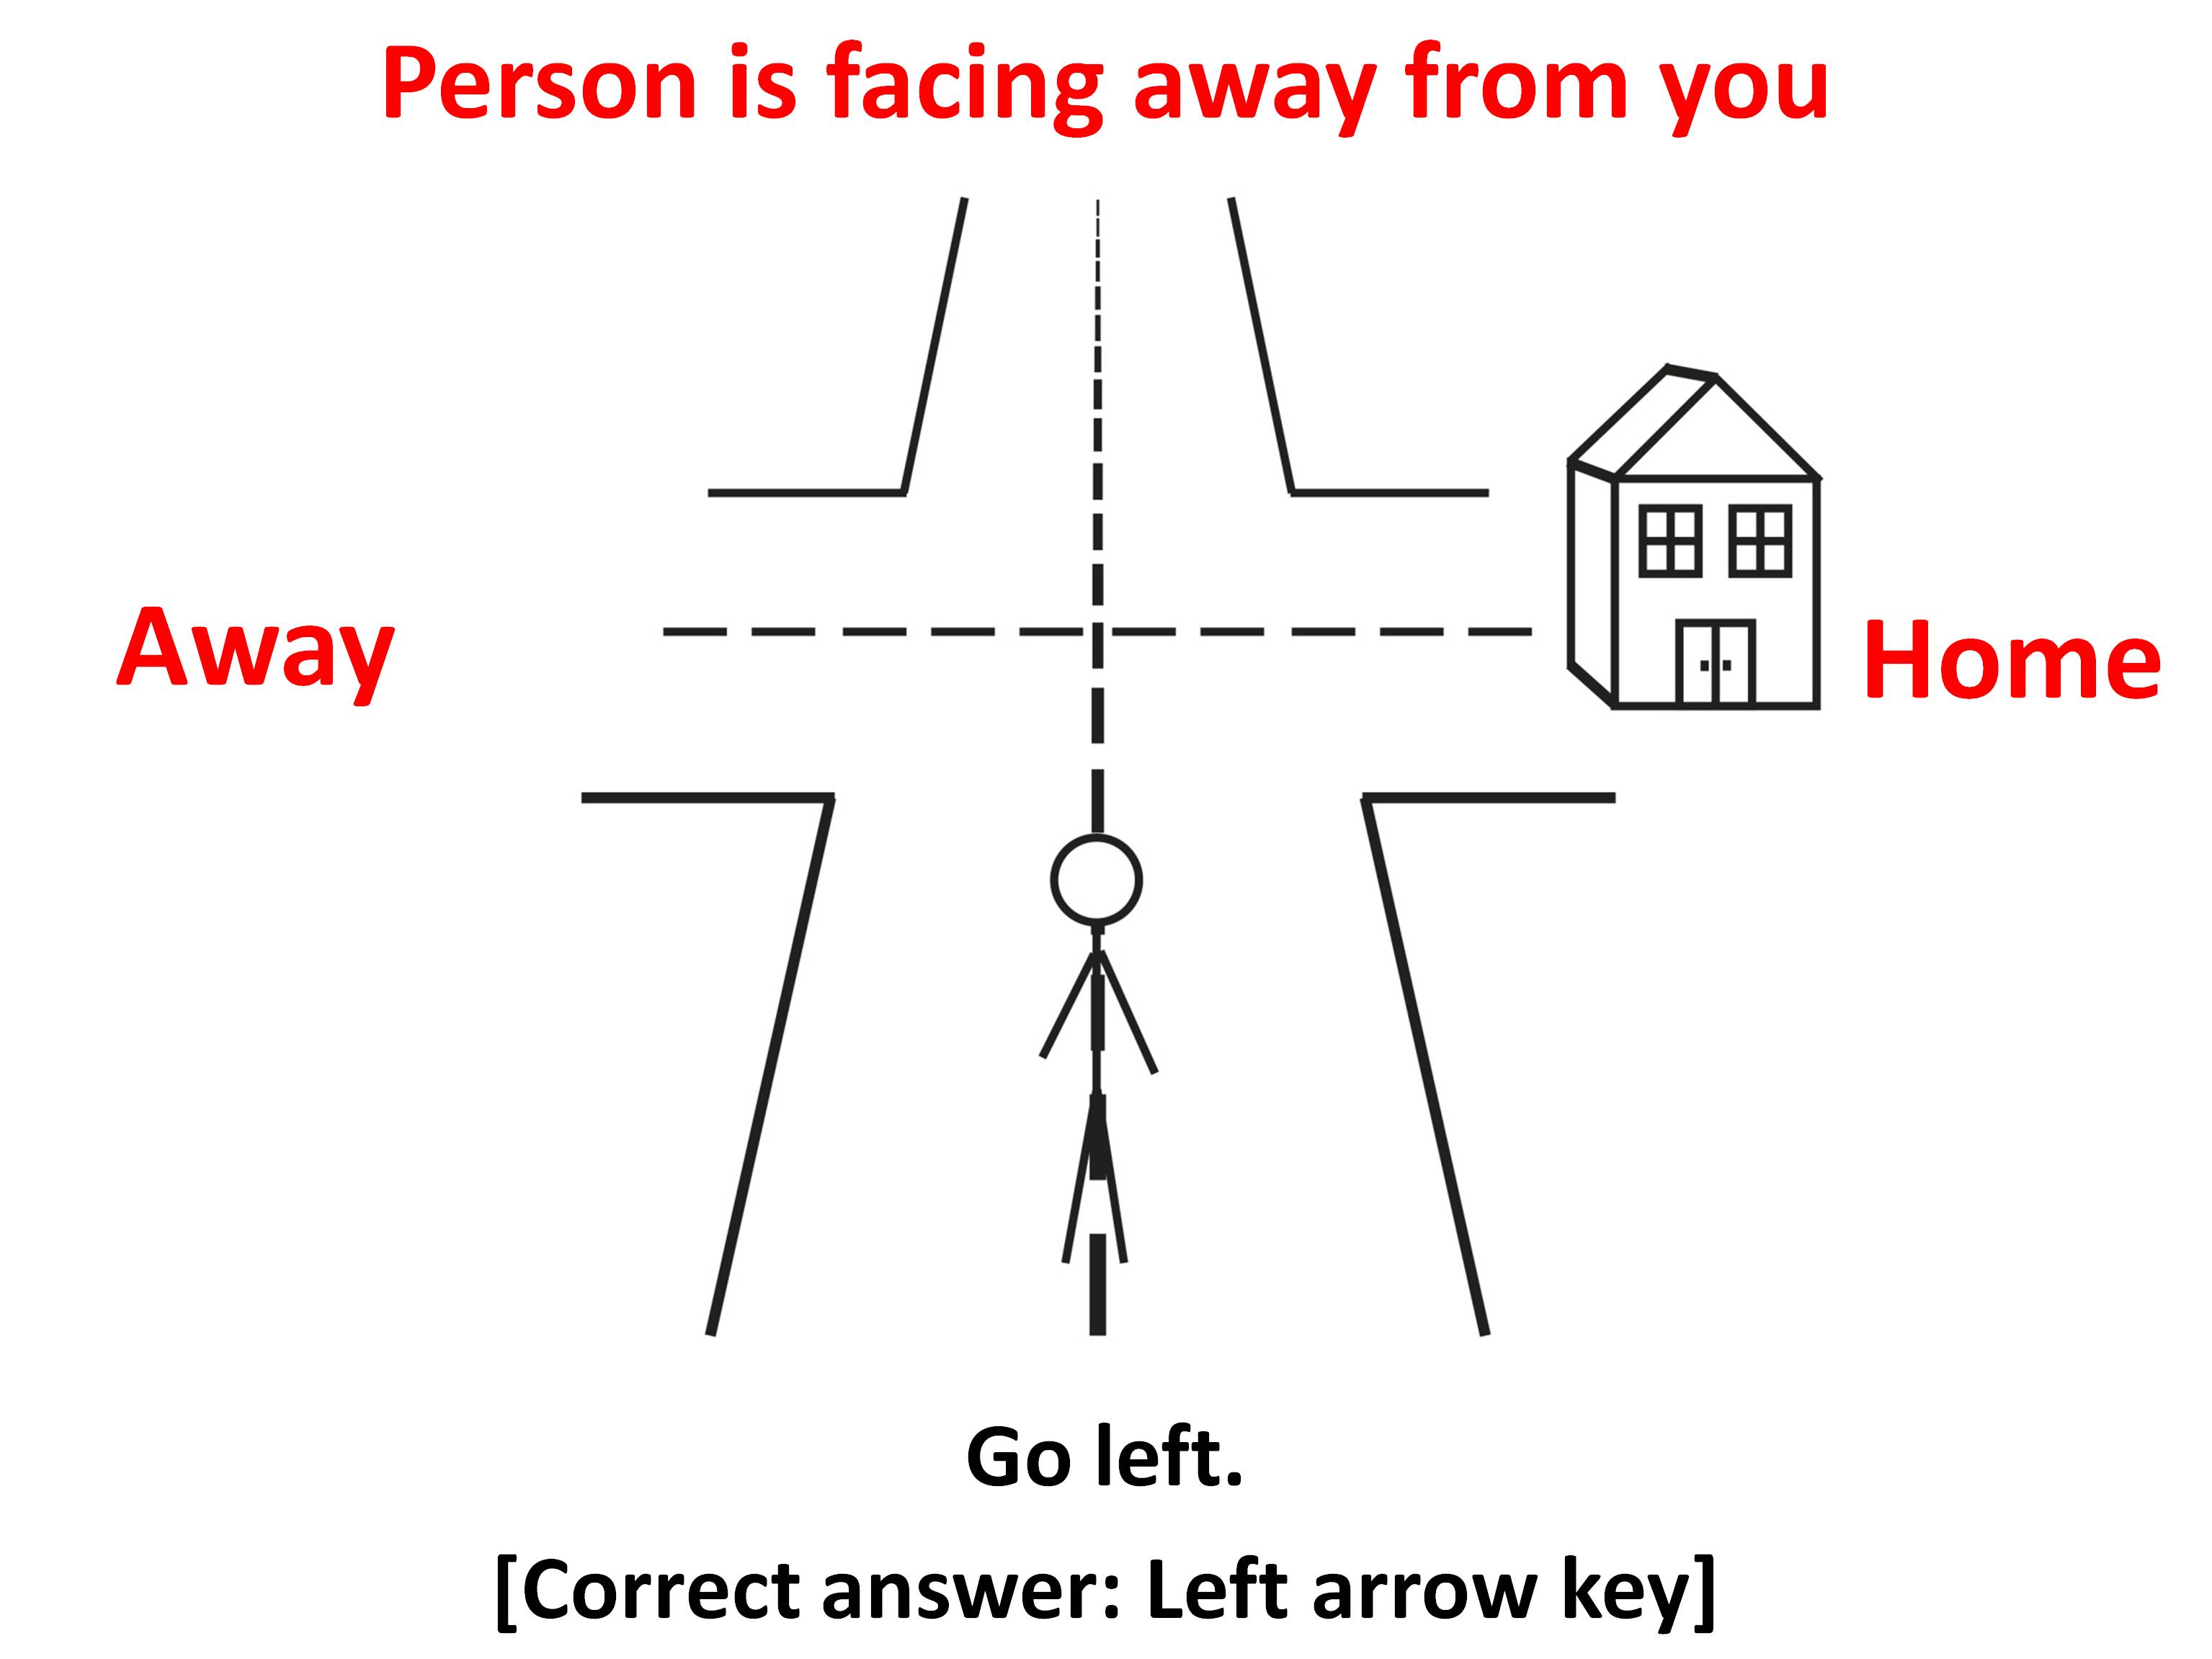 Person is facing away from you
Away
Home
Go left.
[Correct answer: Left arrow key]